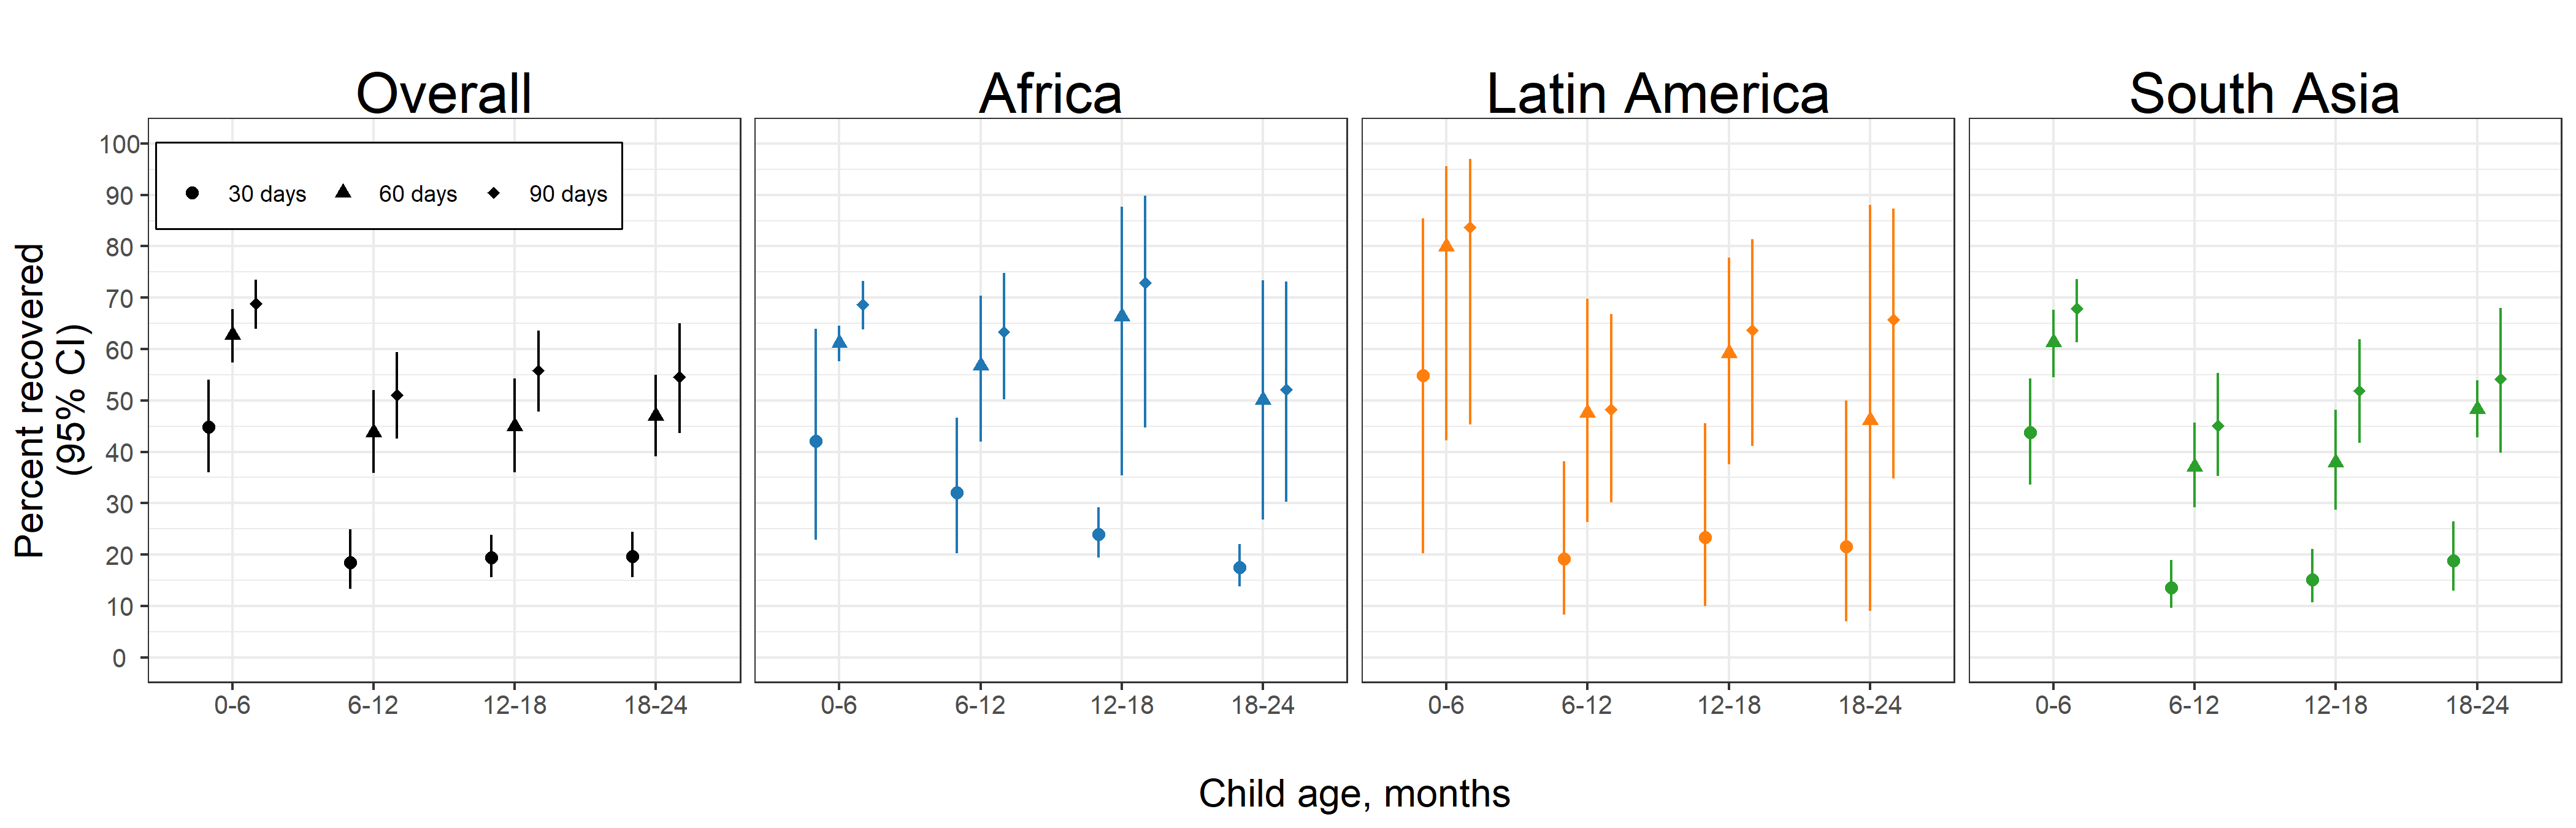 Overall
Africa
Latin America
South Asia
Percent recovered
(95% CI)
100
90
80
70
60
50
40
30
20
10
0
30 days
60 days
90 days
0-6
6-12
12-18
18-24
0-6
6-12
12-18
18-24
0-6
6-12
12-18
18-24
0-6
6-12
12-18
18-24
Child age, months